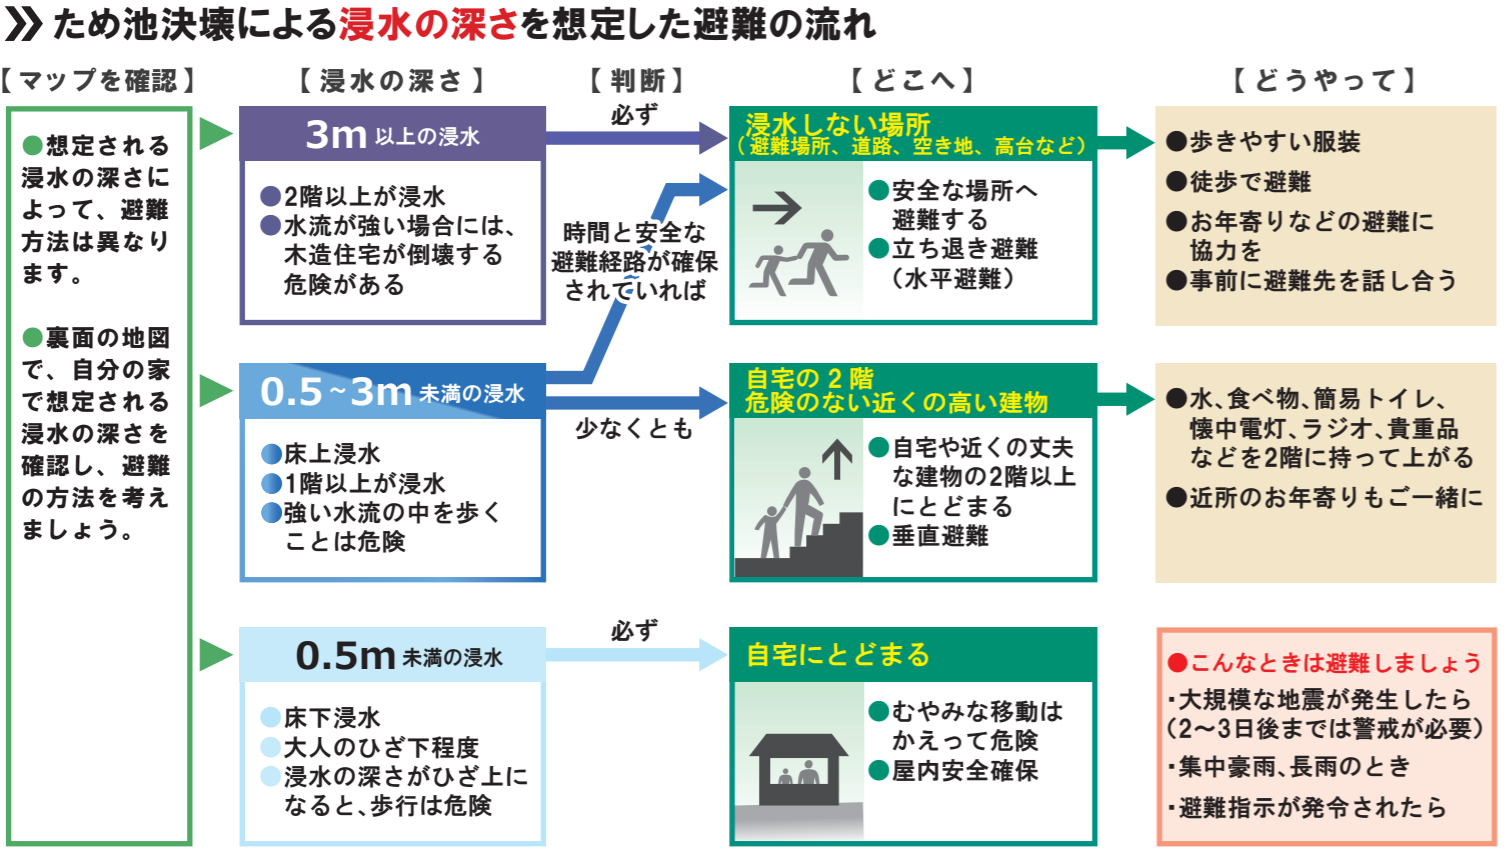 ため池決壊による浸水の深さを想定した避難の流れ
【マップを確認】
【浸水の深さ】
【判断】
【どこへ】
【どうやって】
●想定される
浸水の深さに
よって、避難
方法は異なり
ます。
●裏面の地図
で、自分の家
で想定される
浸水の深さを
確認し、避難
の方法を考え
ましょう。
3m 以上の浸水
●2階以上が浸水
●水流が強い場合には、
木造住宅が倒壊する
危険がある
必ず
時間と安全な
避難経路が確保
されていれば
浸水しない場所
(避難場所、道路、空き地、高台など)
●安全な場所へ
避難する
●立ち退き避難
(水平避難)
●歩きやすい服装
●徒歩で避難
●お年寄りなどの避難に
協力を
●事前に避難先を話し合う
0.5~3m 未満の浸水
●床上浸水
●1階以上が浸水
●強い水流の中を歩く
ことは危険
少なくとも
自宅の2階
危険のない近くの高い建物
●自宅や近くの丈夫
な建物の2階以上
にとどまる
●垂直避難
●水、食べ物、簡易トイレ、
懐中電灯、ラジオ、貴重品
などを2階に持って上がる
●近所のお年寄りもご一緒に
0.5m 未満の浸水
●床下浸水
●大人のひざ下程度
●浸水の深さがひざ上に
なると、歩行は危険
必ず
自宅にとどまる
●むやみな移動は
かえって危険
●屋内安全確保
●こんなときは避難しましょう
・大規模な地震が発生したら
(2〜3日後までは警戒が必要)
・集中豪雨、長雨のとき
・避難指示が発令されたら